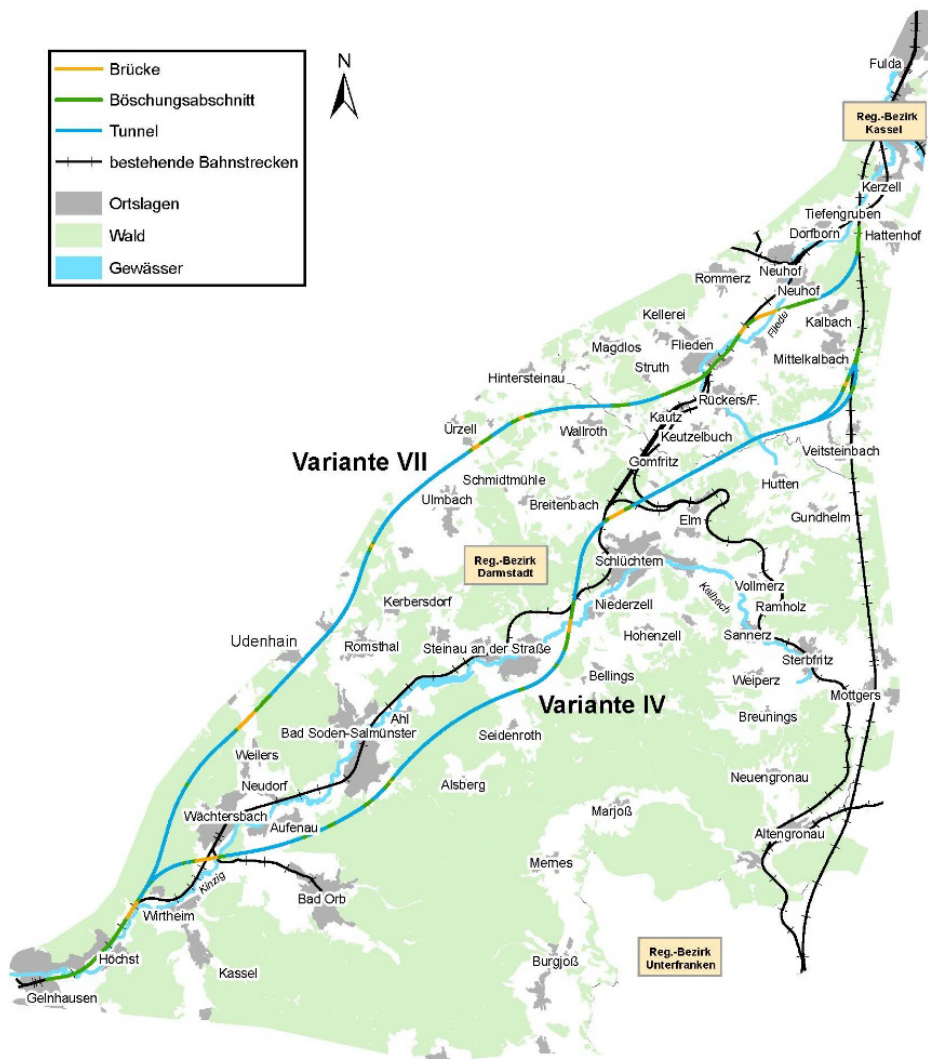 N
Brücke
Böschungsabschnitt
Tunnel
bestehende Bahnstrecken
Ortslagen
Wald
Gewässer
Fulda
Reg.-Bezirk
Kassel
Kerzell
Tiefengruben
Dorfborn
Hattenhof
Neuhof
Rommerz
Neuhof
Kellerei
Fliede
Kalbach
Magdlos
Flieden
Mittelkalbach
Struth
Hintersteinau
Rückers/F.
Kautz
Ürzell
Wallroth
Keutzelbuch
Variante VII
Gomfritz
Veitsteinbach
Schmidtmühle
Hutten
Ulmbach
Breitenbach
Elm
Gundhelm
Reg.-Bezirk
Darmstadt
Schlüchtern
Vollmerz
Kerbersdorf
Niederzell
Kalbach
Ramholz
Udenhain
Romsthal
Steinau an der Straße
Hohenzell
Sannerz
Sterbfritz
Bellings
Weiperz
Mottgers
Variante IV
Ahl
Breunings
Bad Soden-Salmünster
Seidenroth
Weilers
Neudorf
Alsberg
Neuengronau
Wächtersbach
Marjoß
Aufenau
Altengronau
Mernes
Kinzig
Bad Orb
Wirtheim
Höchst
Kassel
Burgjoß
Reg.-Bezirk
Unterfranken
Gelnhausen